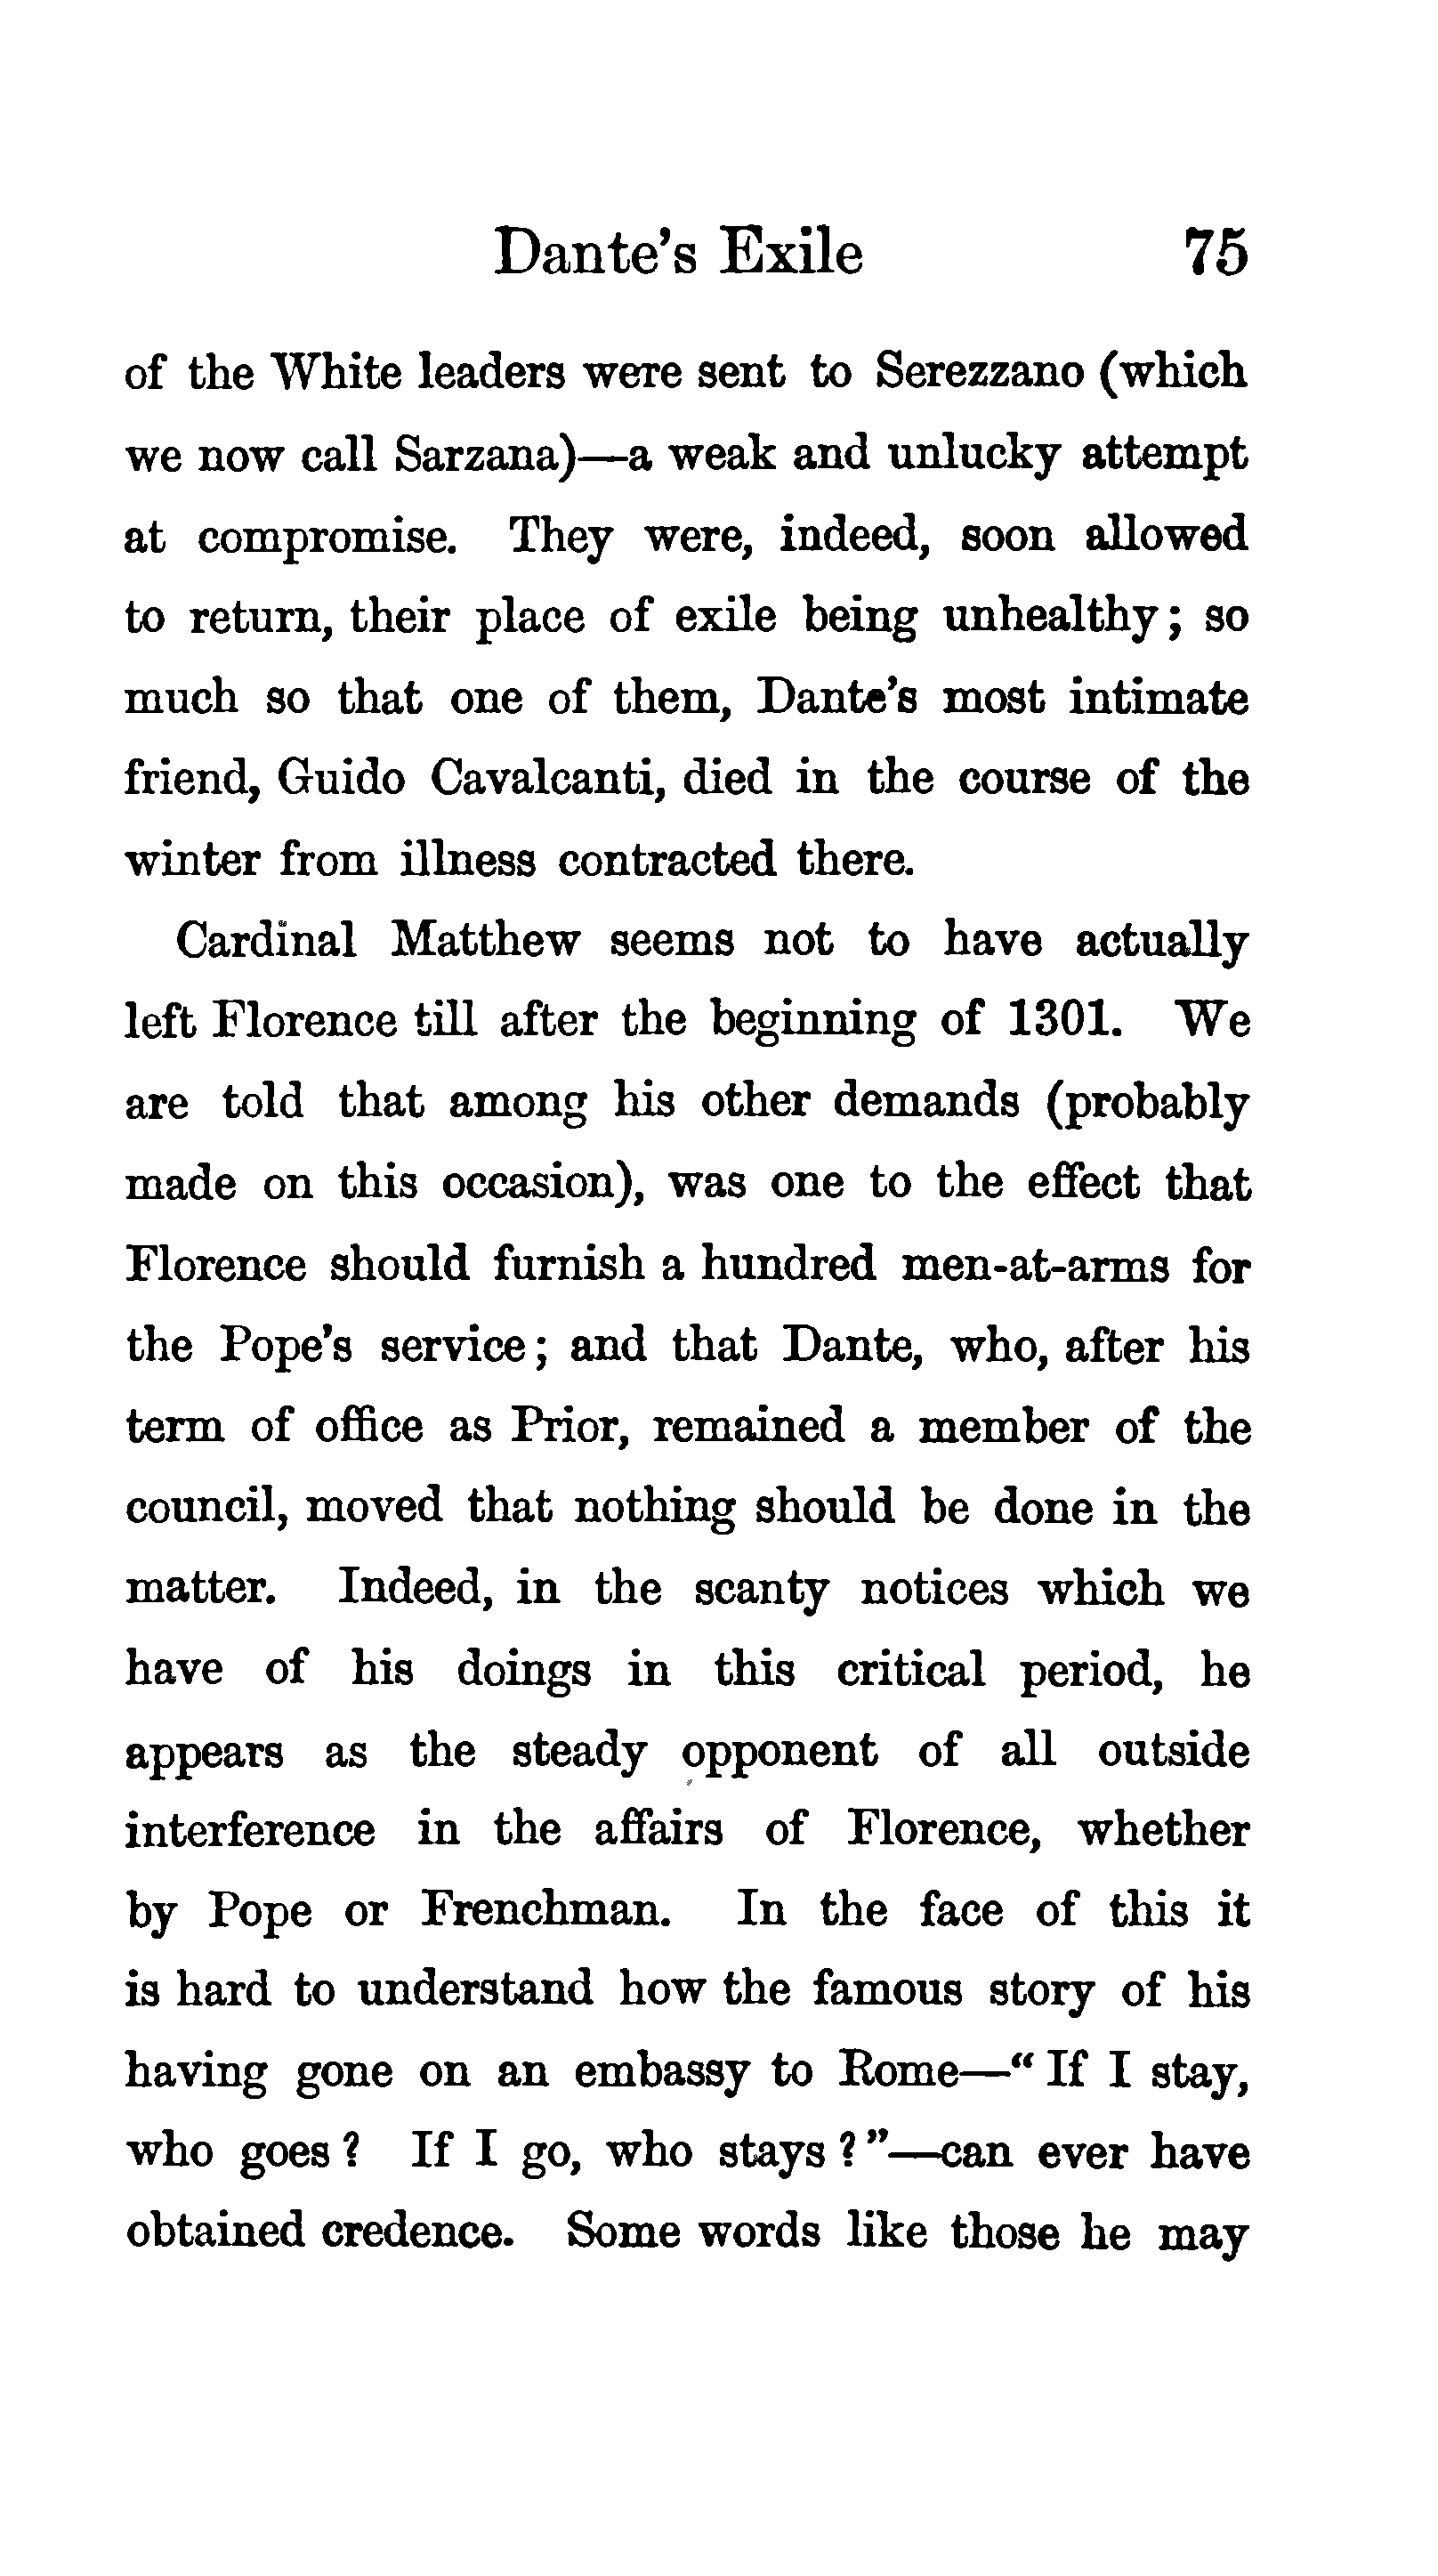 Dante's Exile 75
of the White leaders were sent to Serezzano (which
we now call Sarzana)—a weak and unlucky attempt
at compromise. They were, indeed, soon allowed
to return, their place of exile being unhealthy; so
much so that one of them, Dante's most intimate
friend, Guido Cavalcanti, died in the course of the
winter from illness contracted there.
Cardinal Matthew seems not to have actually
left Florence till after the beginning of 1301. We
are told that among his other demands (probably
made on this occasion), was one to the effect that
Florence should furnish a hundred men-at-arms for
the Pope's service; and that Dante, who, after his
term of office as Prior, remained a member of the
council, moved that nothing should be done in the
matter. Indeed, in the scanty notices which we
have of his doings in this critical period, he
appears as the steady opponent of all outside
interference in the affairs of Florence, whether
by Pope or Frenchman. In the face of this it
is hard to understand how the famous story of his
having gone on an embassy to Rome—“If I stay,
who goes? If I go, who stays?”—can ever have
obtained credence. Some words like those he may